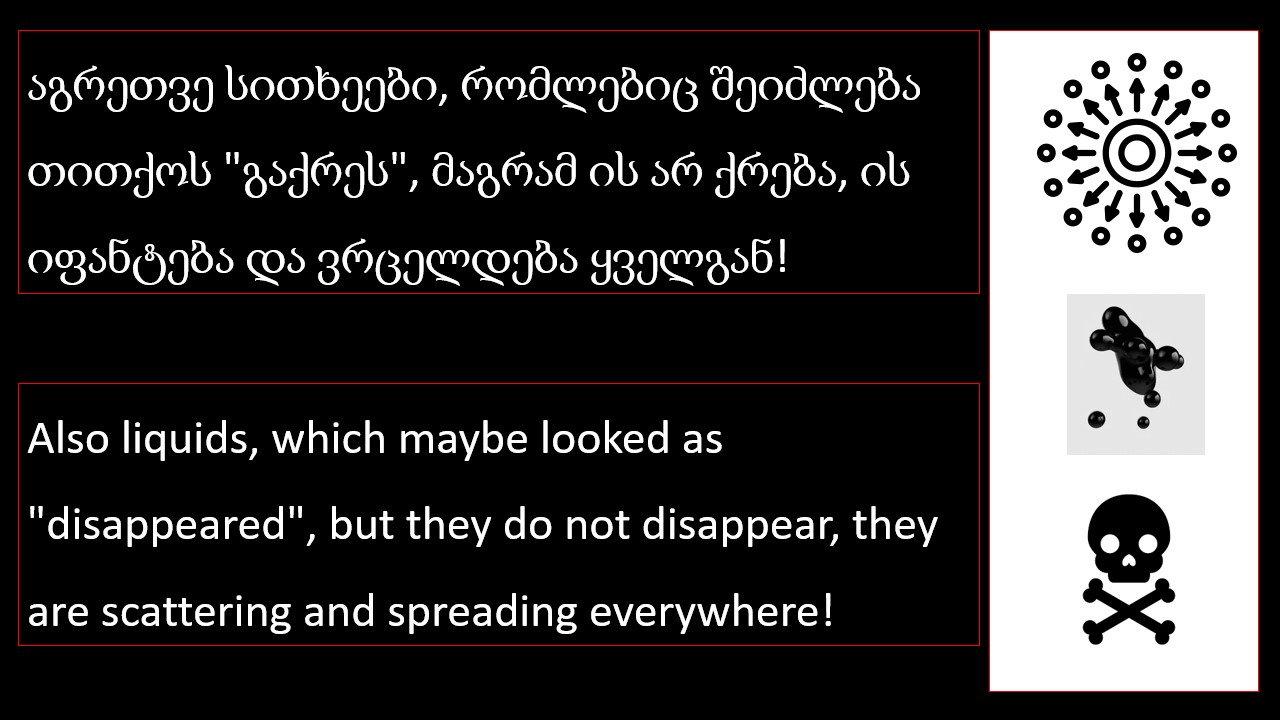 აგრეთვე სითხეები, რომლებიც შეიძლება
თითქოს "გაქრეს", მაგრამ ის არ ქრება, ის
იფანტება და ვრცელდება ყველგან!
Also liquids, which maybe looked as
"disappeared", but they do not disappear, they
are scattering and spreading everywhere!